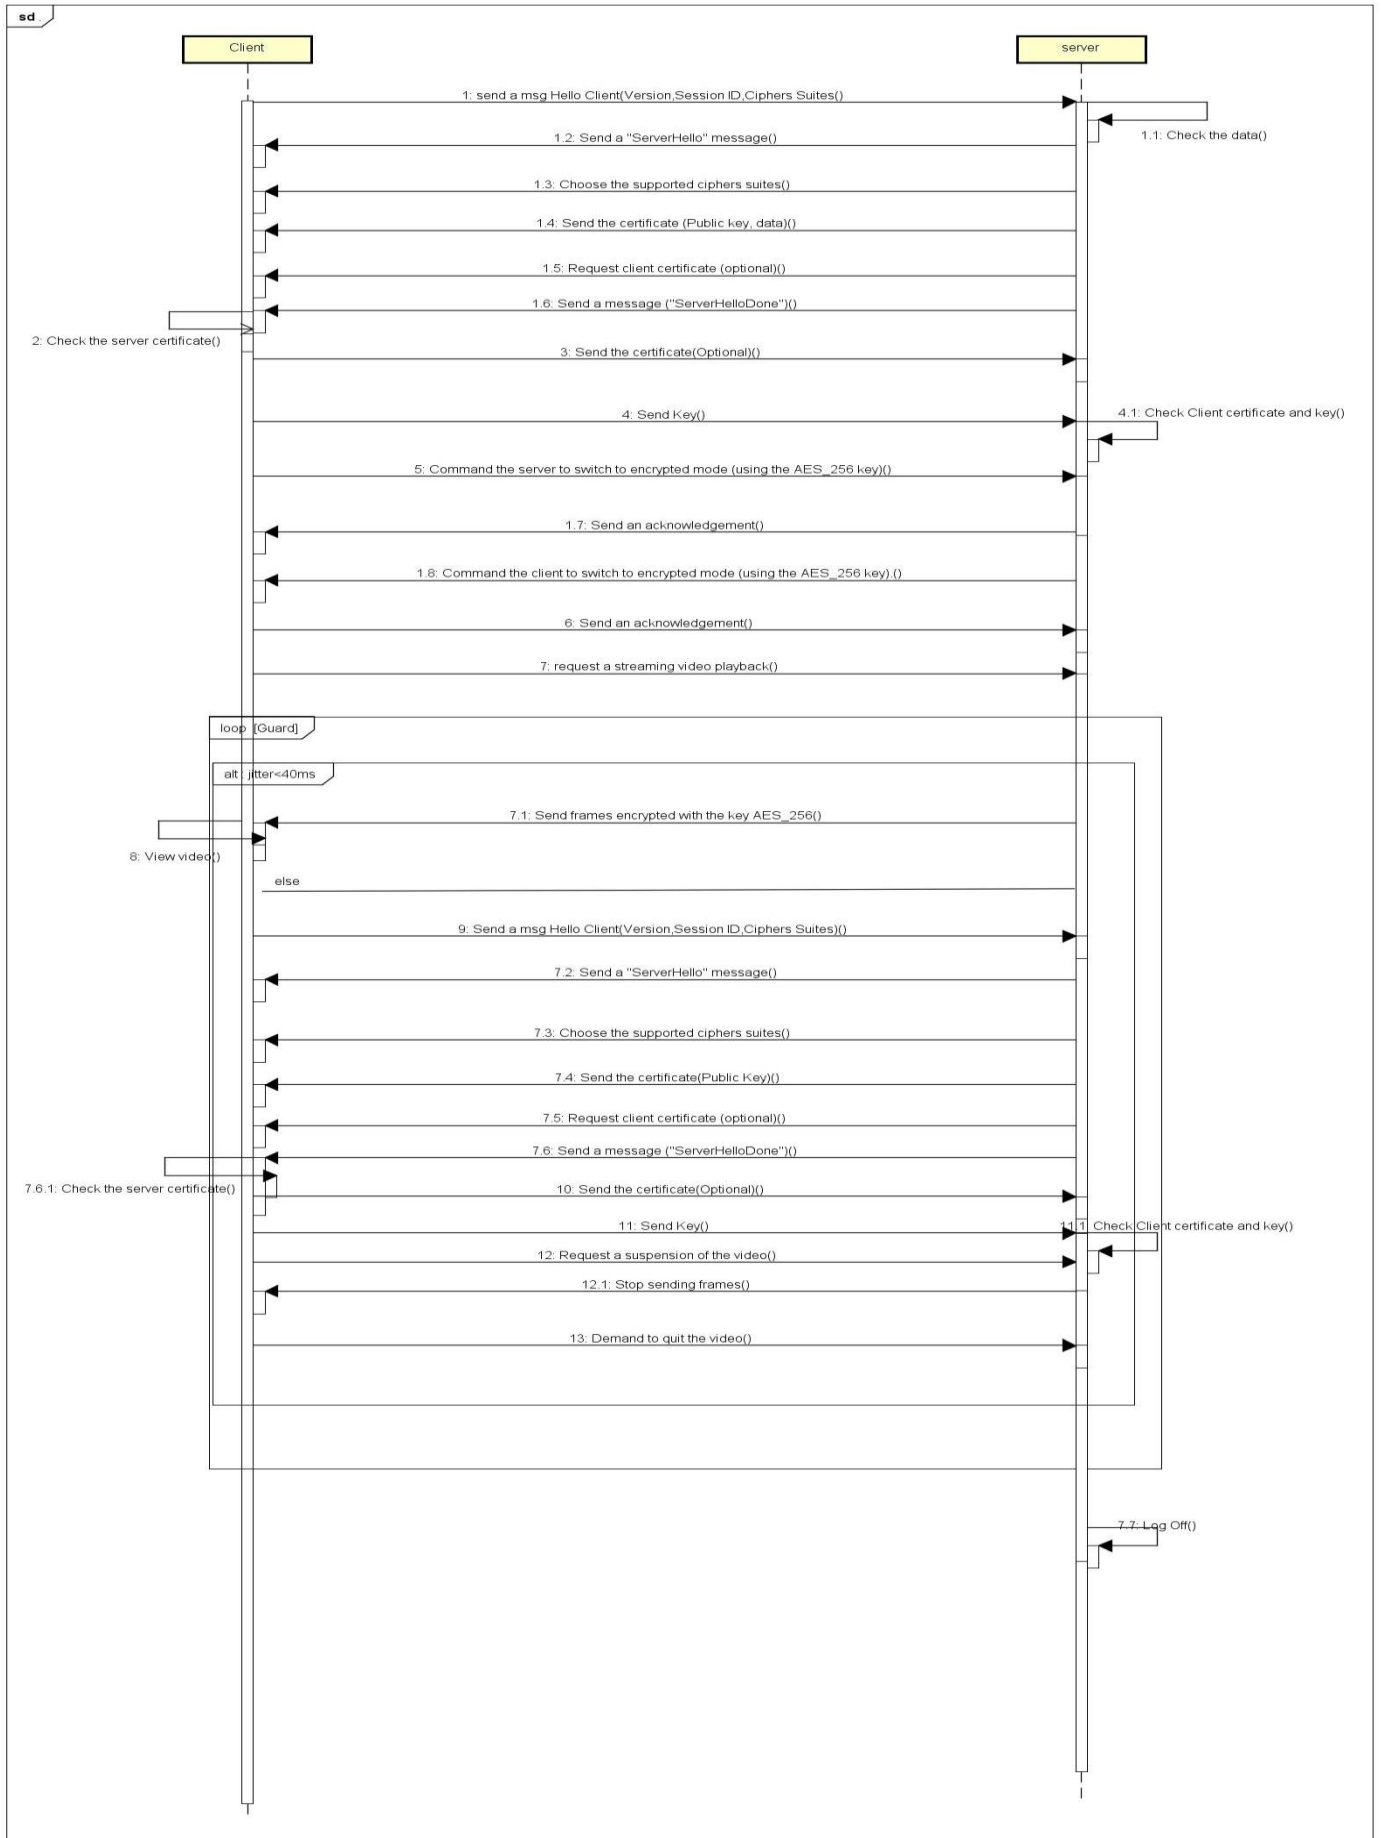 sd .
Client
server
1: send a msg Hello Client(Version,Session ID,Ciphers Suites()
1.1: Check the data()
1.2: Send a "ServerHello" message()
1.3: Choose the supported ciphers suites()
1.4: Send the certificate (Public key, data)()
1.5: Request client certificate (optional)()
1.6: Send a message ("ServerHelloDone")()
2: Check the server certificate()
3: Send the certificate(Optional)()
4: Send Key()
4.1: Check Client certificate and key()
5: Command the server to switch to encrypted mode (using the AES_256 key)()
1.7: Send an acknowledgement()
1.8: Command the client to switch to encrypted mode (using the AES_256 key).()
6: Send an acknowledgement()
7: request a streaming video playback()
loop [Guard]
alt : jitter<40ms
7.1: Send frames encrypted with the key AES_256()
8: View video()
else
9: Send a msg Hello Client(Version,Session ID,Ciphers Suites)()
7.2: Send a "ServerHello" message()
7.3: Choose the supported ciphers suites()
7.4: Send the certificate(Public Key)()
7.5: Request client certificate (optional)()
7.6: Send a message ("ServerHelloDone")()
7.6.1: Check the server certificate()
10: Send the certificate(Optional)()
11: Send Key()
11.1: Check Client certificate and key()
12: Request a suspension of the video()
12.1: Stop sending frames()
13: Demand to quit the video()
7.7: Log Off()